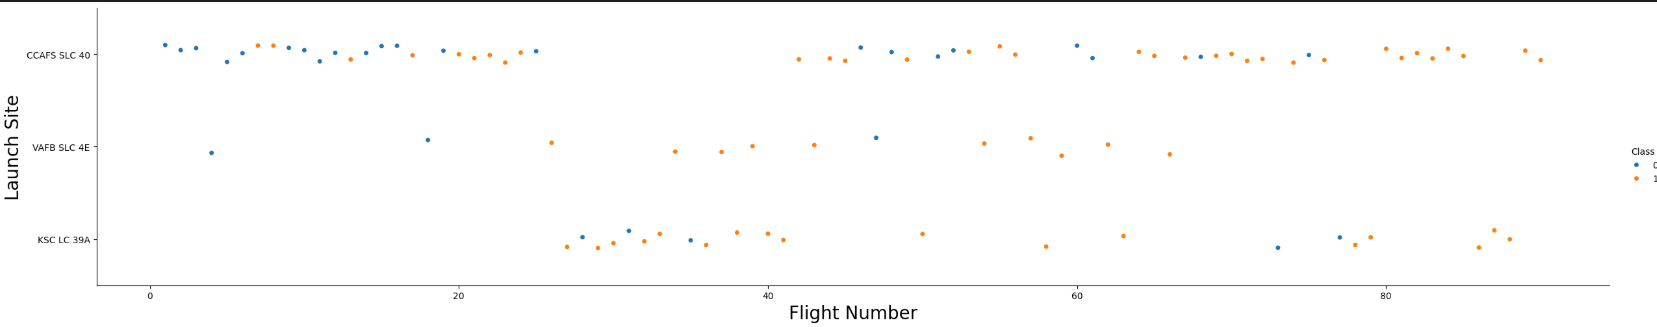 Launch Site
CCAFS SLC 40
VAFB SLC 4E
KSC LC 39A
0 20 40 60 80
Flight Number
Class
0
1